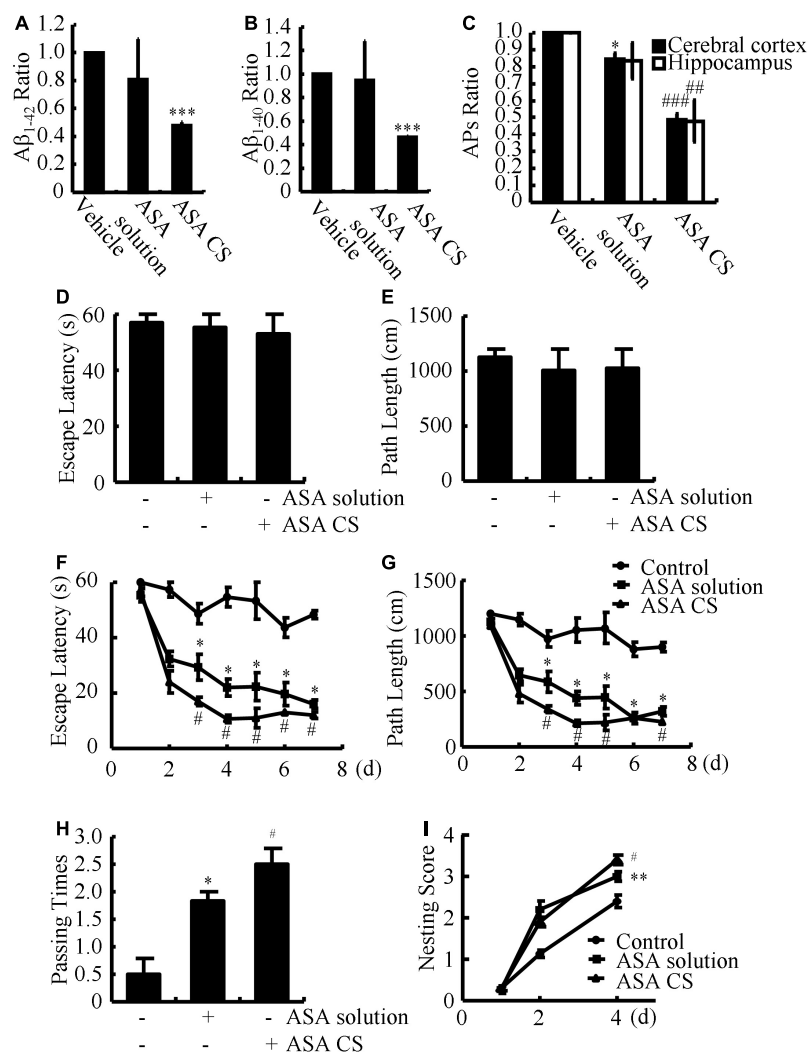 A
Aβ1-42 Ratio
1.2
1.0
0.8
0.6
0.4
0.2
0
***
Vehicle
ASA solution
ASA CS
B
Aβ1-40 Ratio
1.4
1.2
1.0
0.8
0.6
0.4
0.2
0
***
Vehicle
ASA solution
ASA CS
C
APs Ratio
1.0
0.9
0.8
0.7
0.6
0.5
0.4
0.3
0.2
0.1
0.0
Cerebral cortex
Hippocampus
*
###
##
Vehicle
ASA solution
ASA CS
D
Escape Latency (s)
60
40
20
0
- + - ASA solution
- - + ASA CS
E
Path Length (cm)
1500
1000
500
0
- + - ASA solution
- - + ASA CS
F
Escape Latency (s)
60
40
20
0
* * * * *
# # # # #
0 2 4 6 8 (d)
G
Path Length (cm)
1500
1000
500
0
Control
ASA solution
ASA CS
* * * * *
# # # #
0 2 4 6 8 (d)
H
Passing Times
3.0
2.5
2.0
1.5
1.0
0.5
0
*
#
- + - ASA solution
- - + ASA CS
I
Nesting Score
4
3
2
1
0
#
**
Control
ASA solution
ASA CS
0 2 4 (d)